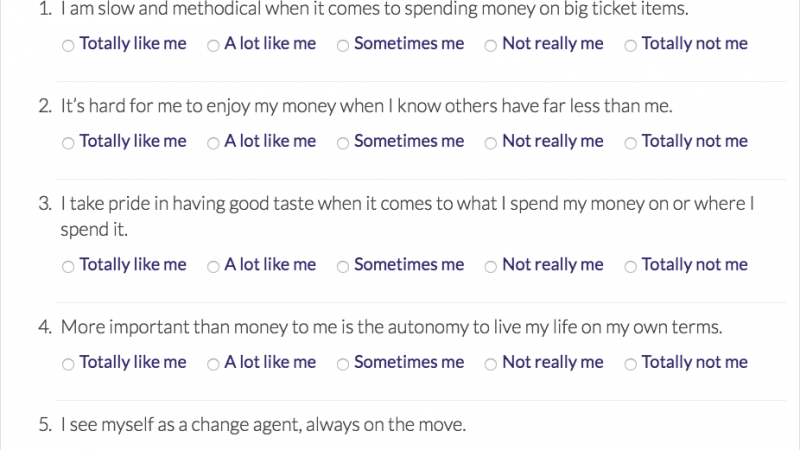 1. I am slow and methodical when it comes to spending money on big ticket items.
Totally like me A lot like me Sometimes me Not really me Totally not me
2. It's hard for me to enjoy my money when I know others have far less than me.
Totally like me A lot like me Sometimes me Not really me Totally not me
3. I take pride in having good taste when it comes to what I spend my money on or where I
spend it.
Totally like me A lot like me Sometimes me Not really me Totally not me
4. More important than money to me is the autonomy to live my life on my own terms.
Totally like me A lot like me Sometimes me Not really me Totally not me
5. I see myself as a change agent, always on the move.